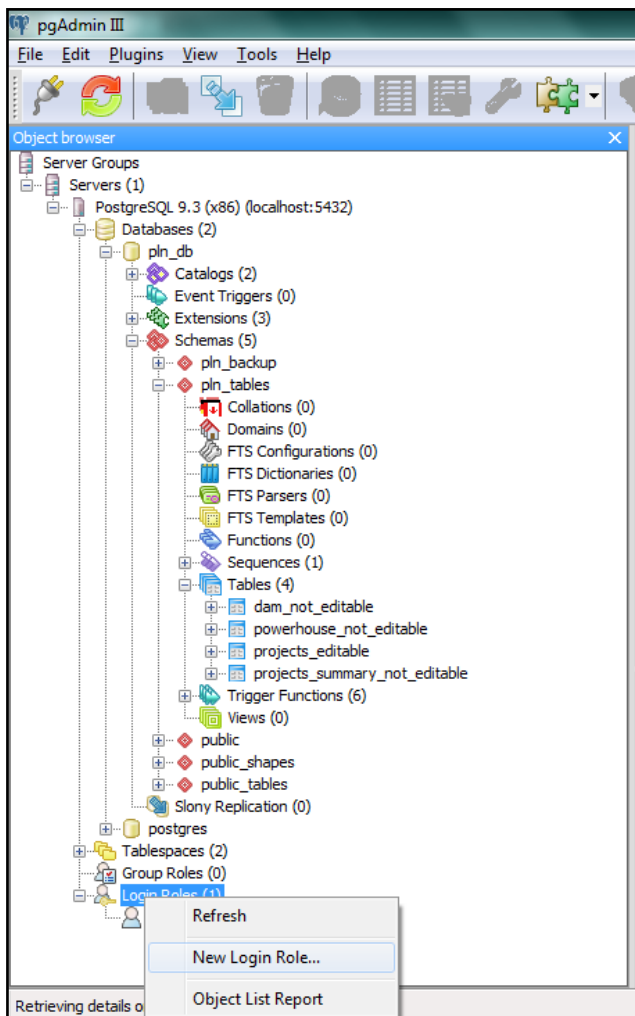 pgAdmin III
File Edit Plugins View Tools Help
Object browser
Server Groups
Servers (1)
PostgreSQL 9.3 (x86) (localhost:5432)
Databases (2)
pln_db
Catalogs (2)
Event Triggers (0)
Extensions (3)
Schemas (5)
pln_backup
pln_tables
Collations (0)
Domains (0)
FTS Configurations (0)
FTS Dictionaries (0)
FTS Parsers (0)
FTS Templates (0)
Functions (0)
Sequences (1)
Tables (4)
dam_not_editable
powerhouse_not_editable
projects_editable
projects_summary_not_editable
Trigger Functions (6)
Views (0)
public
public_shapes
public_tables
Slony Replication (0)
postgres
Tablespaces (2)
Group Roles (0)
Login Roles (1)
Refresh
New Login Role...
Object List Report
Retrieving details o